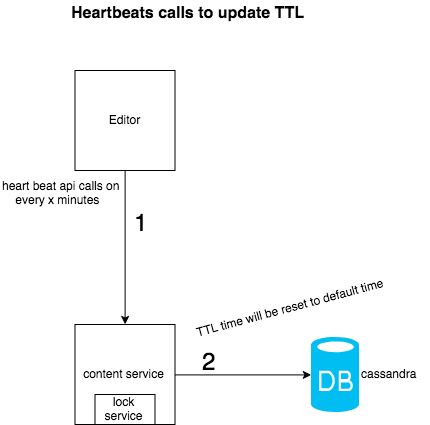 Heartbeats calls to update TTL
Editor
heart beat api calls on
every x minutes
1
TTL time will be reset to default time
2
content service
lock
service
DB
cassandra